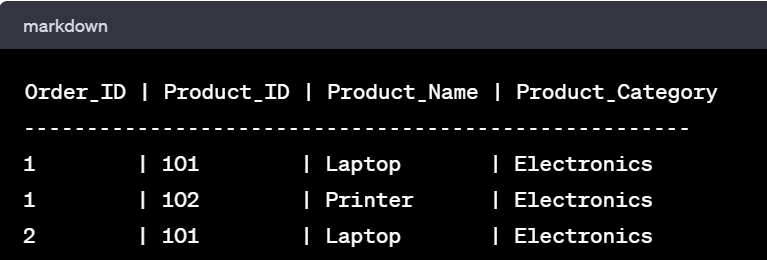 markdown
Order_ID | Product_ID | Product_Name | Product_Category
-----------------------------------------------------
1 | 101 | Laptop | Electronics
1 | 102 | Printer | Electronics
2 | 101 | Laptop | Electronics